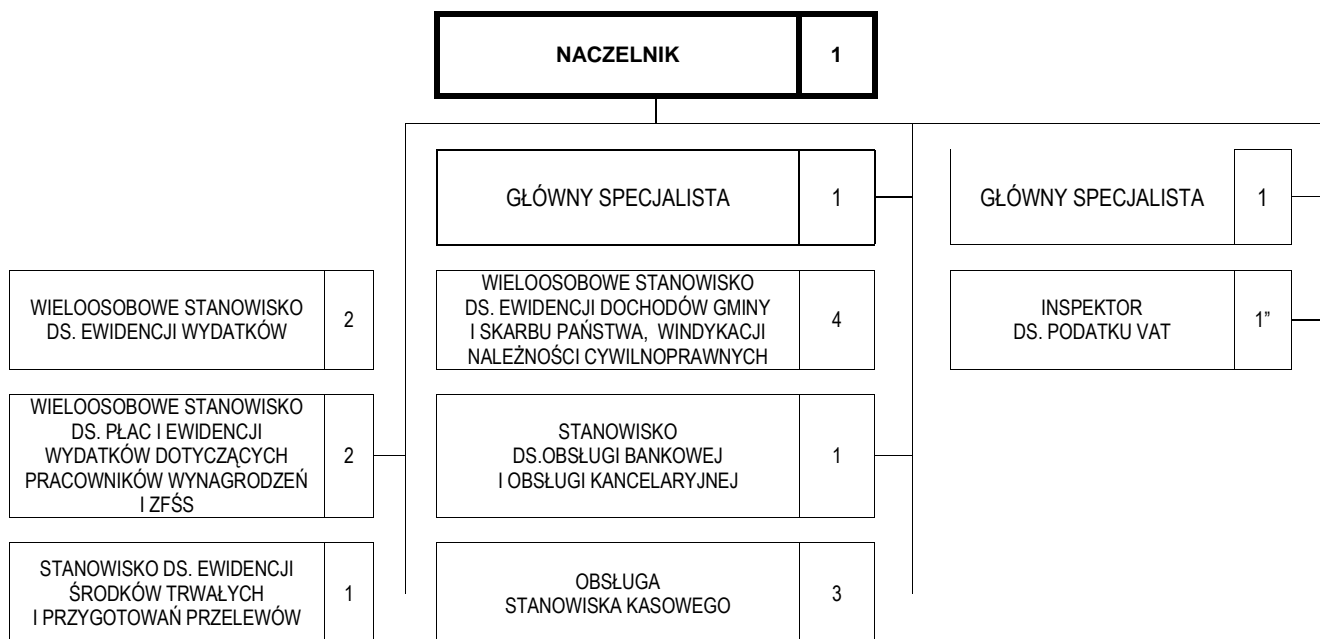 NACZELNIK 1
GŁÓWNY SPECJALISTA 1
GŁÓWNY SPECJALISTA 1
WIELOOSOBOWE STANOWISKO
DS. EWIDENCJI WYDATKÓW
2
WIELOOSOBOWE STANOWISKO
DS. EWIDENCJI DOCHODÓW GMINY
I SKARBU PAŃSTWA, WINDYKACJI
NALEŻNOŚCI CYWILNOPRAWNYCH
4
INSPEKTOR
DS. PODATKU VAT
1”
WIELOOSOBOWE STANOWISKO
DS. PŁAC I EWIDENCJI
WYDATKÓW DOTYCZĄCYCH
PRACOWNIKÓW WYNAGRODZEŃ
I ZFŚS
2
STANOWISKO
DS.OBSŁUGI BANKOWEJ
I OBSŁUGI KANCELARYJNEJ
1
STANOWISKO DS. EWIDENCJI
ŚRODKÓW TRWAŁYCH
I PRZYGOTOWAŃ PRZELEWÓW
1
OBSŁUGA
STANOWISKA KASOWEGO
3